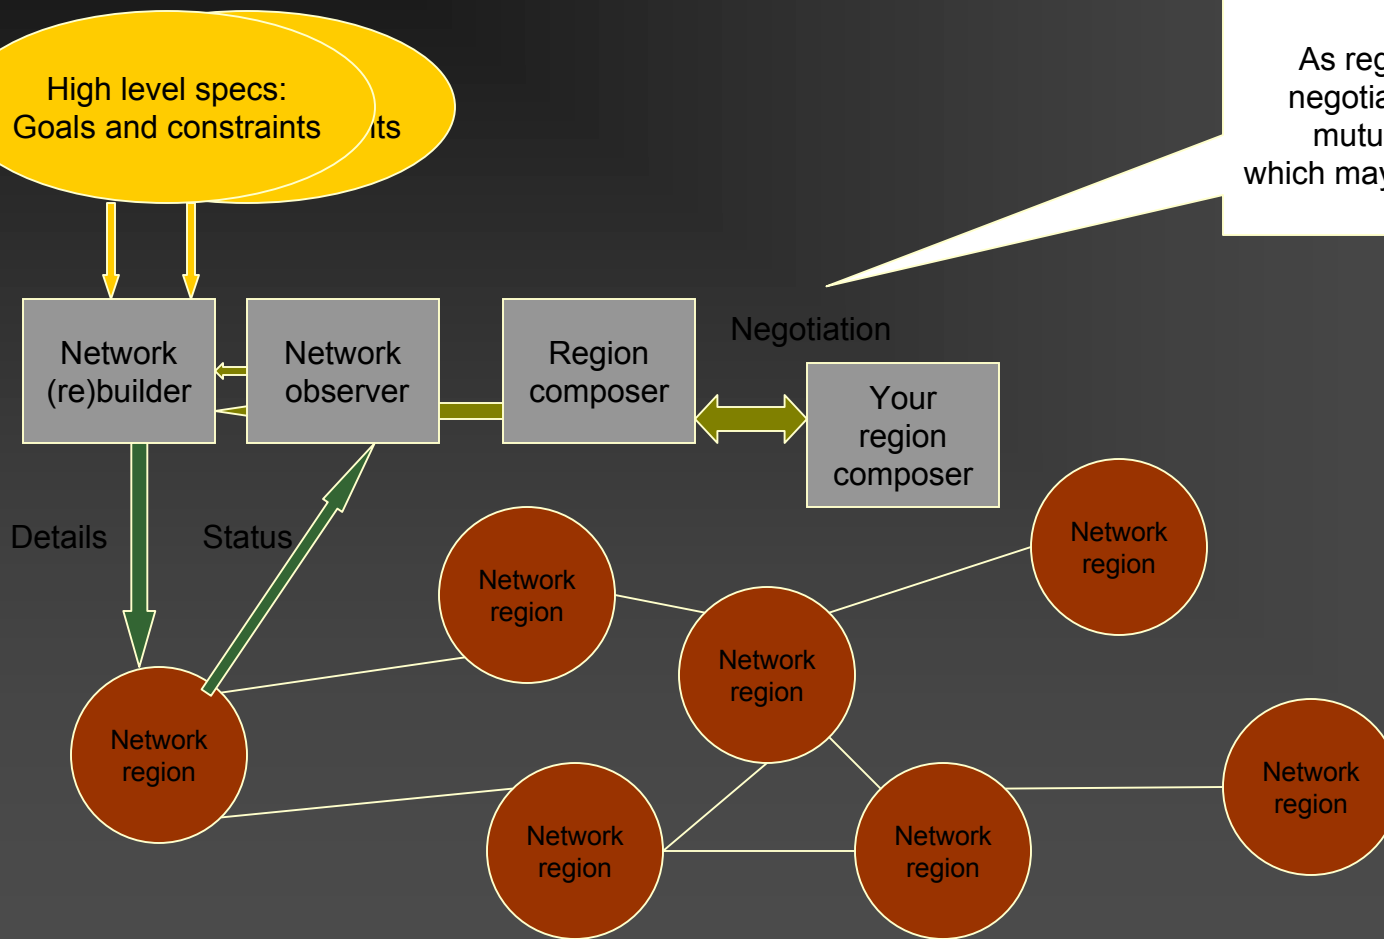 High level specs:
Goals and constraints
As
negotia
mutu
which may
Network
(re)builder
Network
observer
Region
composer
Negotiation
Your
region
composer
Details
Status
Network
region
Network
region
Network
region
Network
region
Network
region
Network
region
Network
region